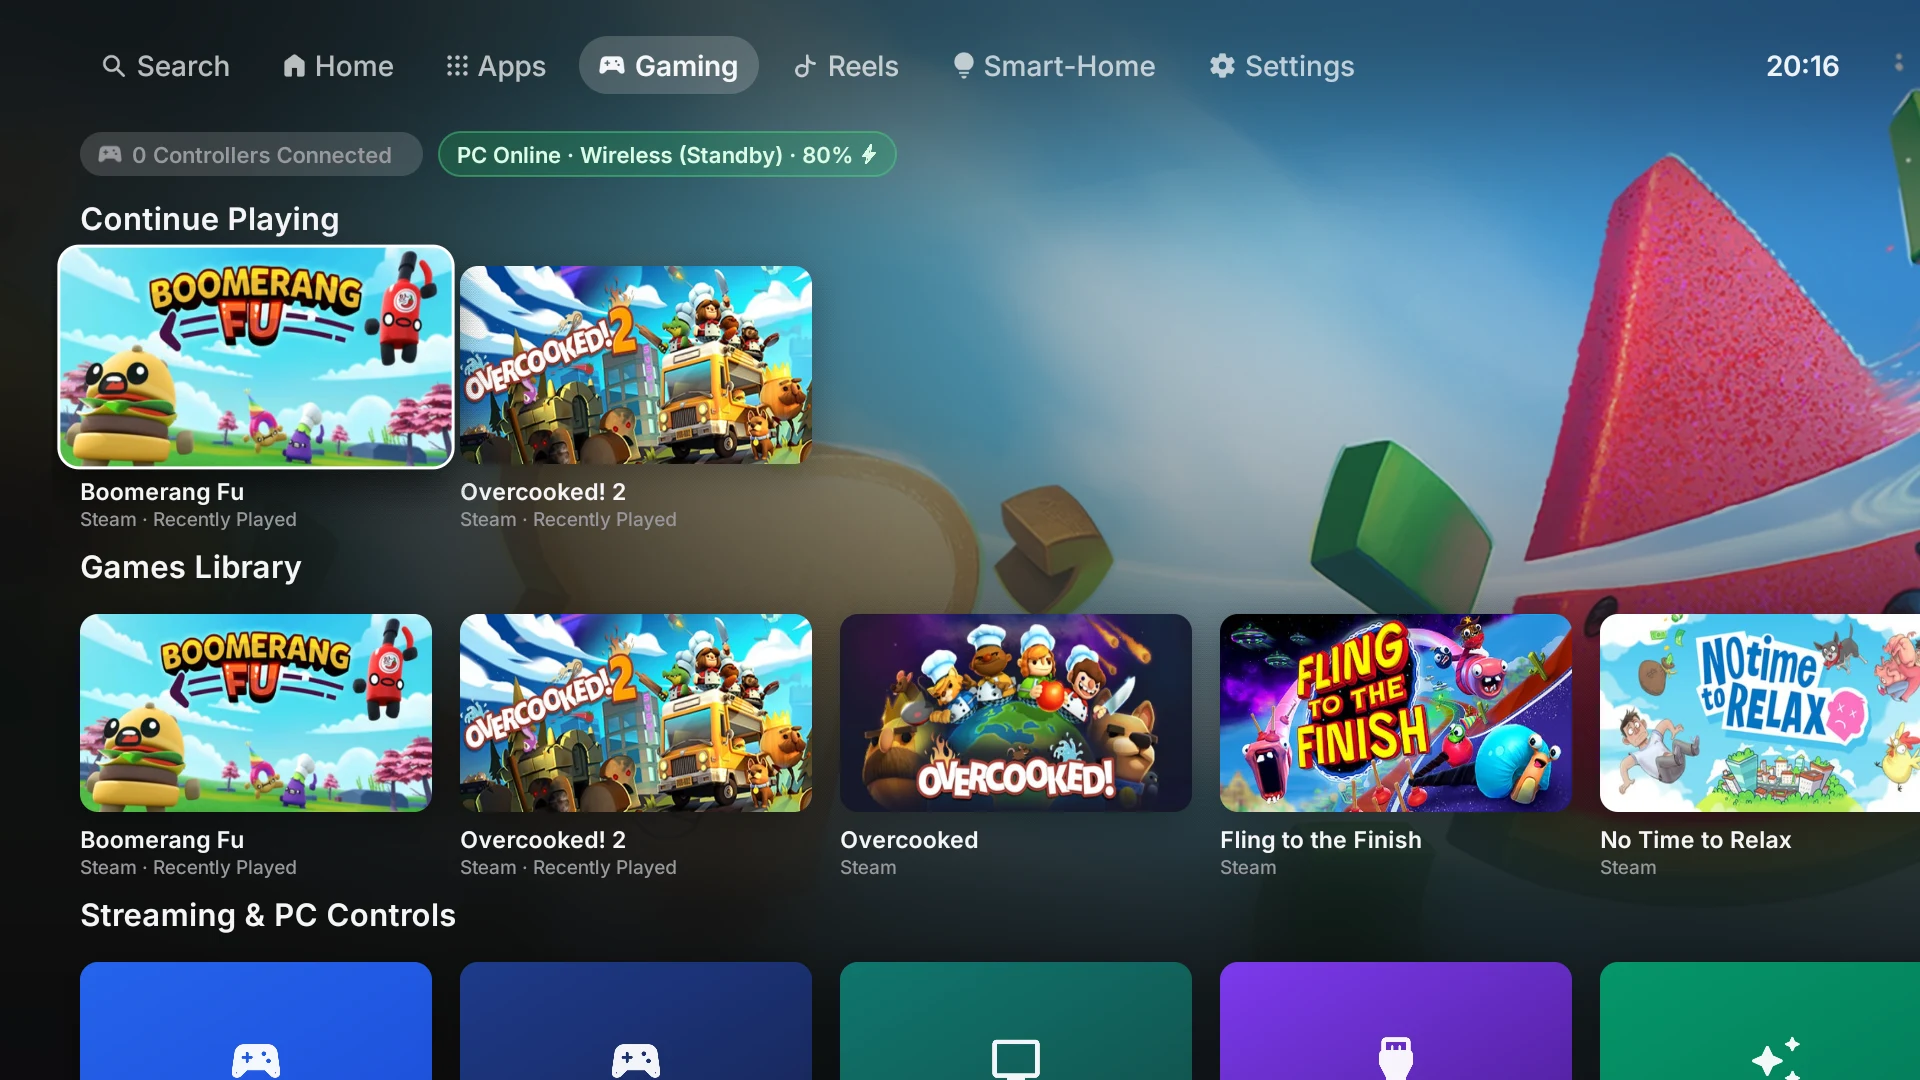 Search
Home
Apps
Gaming
Reels
Smart-Home
Settings
20:16
0 Controllers Connected
PC Online · Wireless (Standby) · 80%
Continue Playing
BOOMERANG
FU
OVERCOOKED! 2
Boomerang Fu
Steam · Recently Played
Overcooked! 2
Steam · Recently Played
Games Library
BOOMERANG
FU
OVERCOOKED! 2
OVERCOOKED!
FLING
TO THE
FINISH
NO time
to RELAX
Boomerang Fu
Steam · Recently Played
Overcooked! 2
Steam · Recently Played
Overcooked
Steam
Fling to the Finish
Steam
No Time to Relax
Steam
Streaming & PC Controls